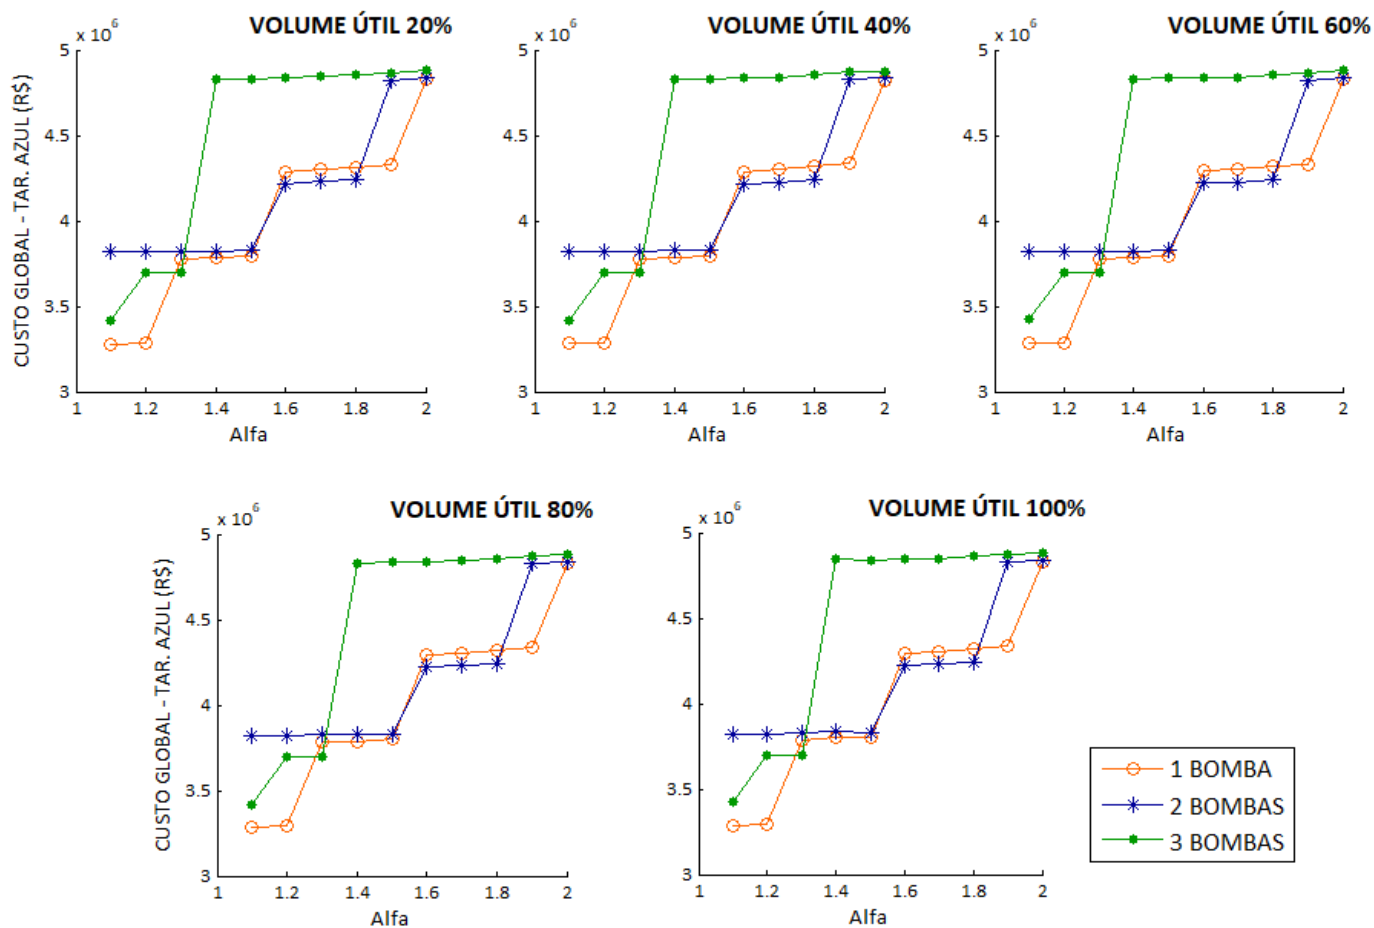 VOLUME ÚTIL 20%
x 10^6
CUSTO GLOBAL - TAR. AZUL (R$)
5
4.5
4
3.5
3
1 1.2 1.4 1.6 1.8 2
Alfa
VOLUME ÚTIL 40%
x 10^6
5
4.5
4
3.5
3
1 1.2 1.4 1.6 1.8 2
Alfa
VOLUME ÚTIL 60%
x 10^6
5
4.5
4
3.5
3
1 1.2 1.4 1.6 1.8 2
Alfa
VOLUME ÚTIL 80%
x 10^6
CUSTO GLOBAL - TAR. AZUL (R$)
5
4.5
4
3.5
3
1 1.2 1.4 1.6 1.8 2
Alfa
VOLUME ÚTIL 100%
x 10^6
5
4.5
4
3.5
3
1 1.2 1.4 1.6 1.8 2
Alfa
1 BOMBA
2 BOMBAS
3 BOMBAS